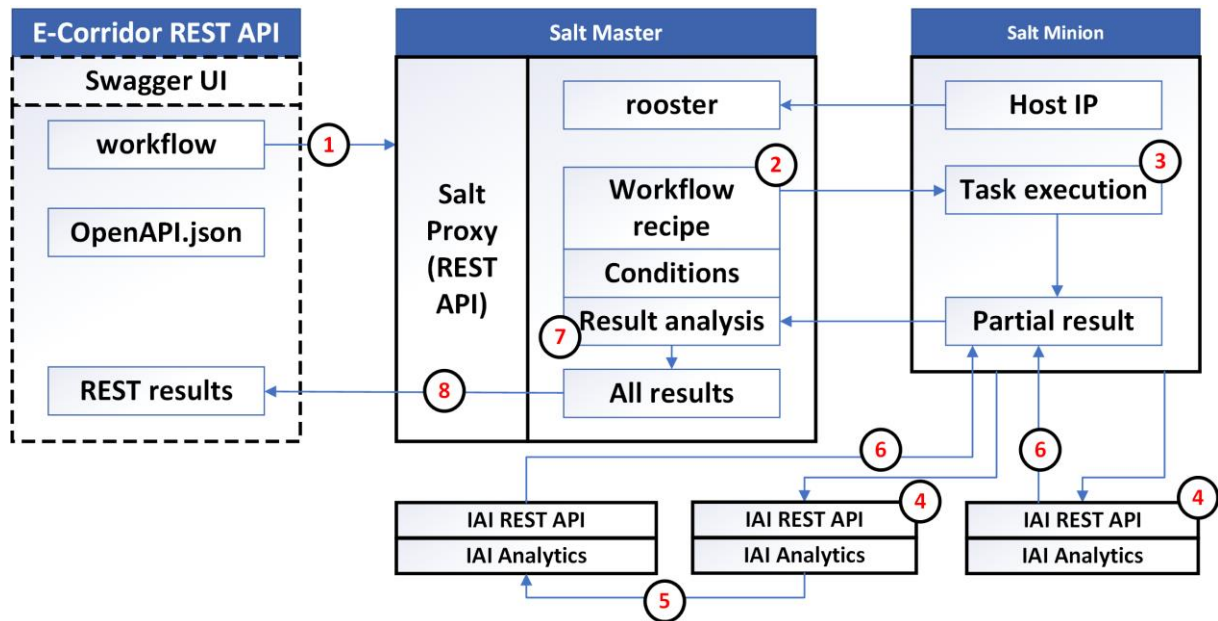 E-Corridor REST API
Swagger UI
workflow
OpenAPI.json
REST results
1
Salt Master
Salt
Proxy
(REST
API)
rooster
2
Workflow
recipe
Conditions
Result analysis
7
All results
8
Salt Minion
Host IP
3
Task execution
Partial result
6
6
IAI REST API
IAI Analytics
4
IAI REST API
IAI Analytics
4
IAI REST API
IAI Analytics
5